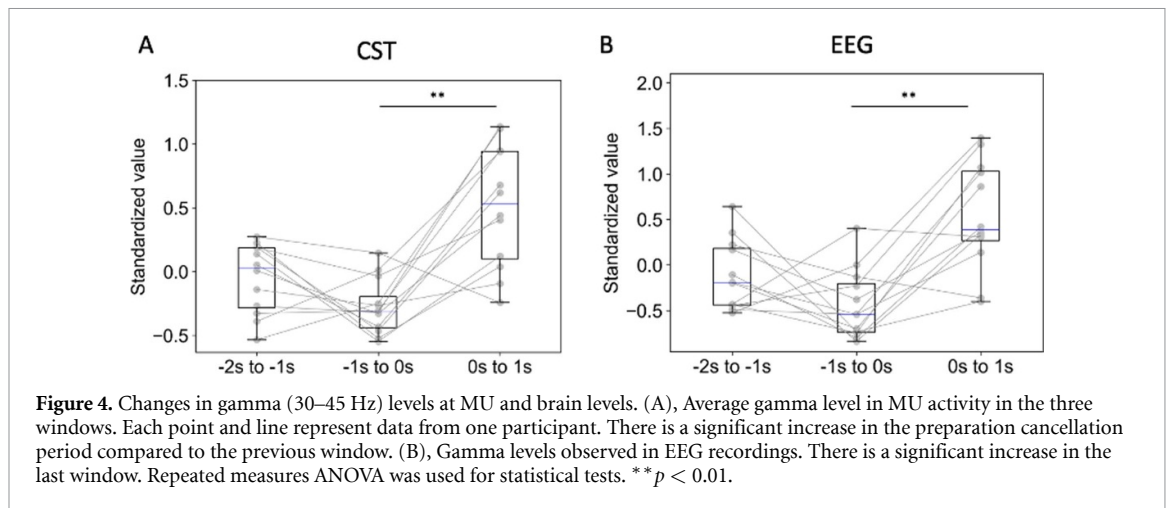 A
CST
1.5
1.0
0.5
0.0
−0.5
Standardized value
**
-2s to -1s
-1s to 0s
0s to 1s
B
EEG
2.0
1.5
1.0
0.5
0.0
−0.5
Standardized value
**
-2s to -1s
-1s to 0s
0s to 1s
Figure 4. Changes in gamma (30–45 Hz) levels at MU and brain levels. (A), Average gamma level in MU activity in the three
windows. Each point and line represent data from one participant. There is a significant increase in the preparation cancellation
period compared to the previous window. (B), Gamma levels observed in EEG recordings. There is a significant increase in the
last window. Repeated measures ANOVA was used for statistical tests. **p < 0.01.